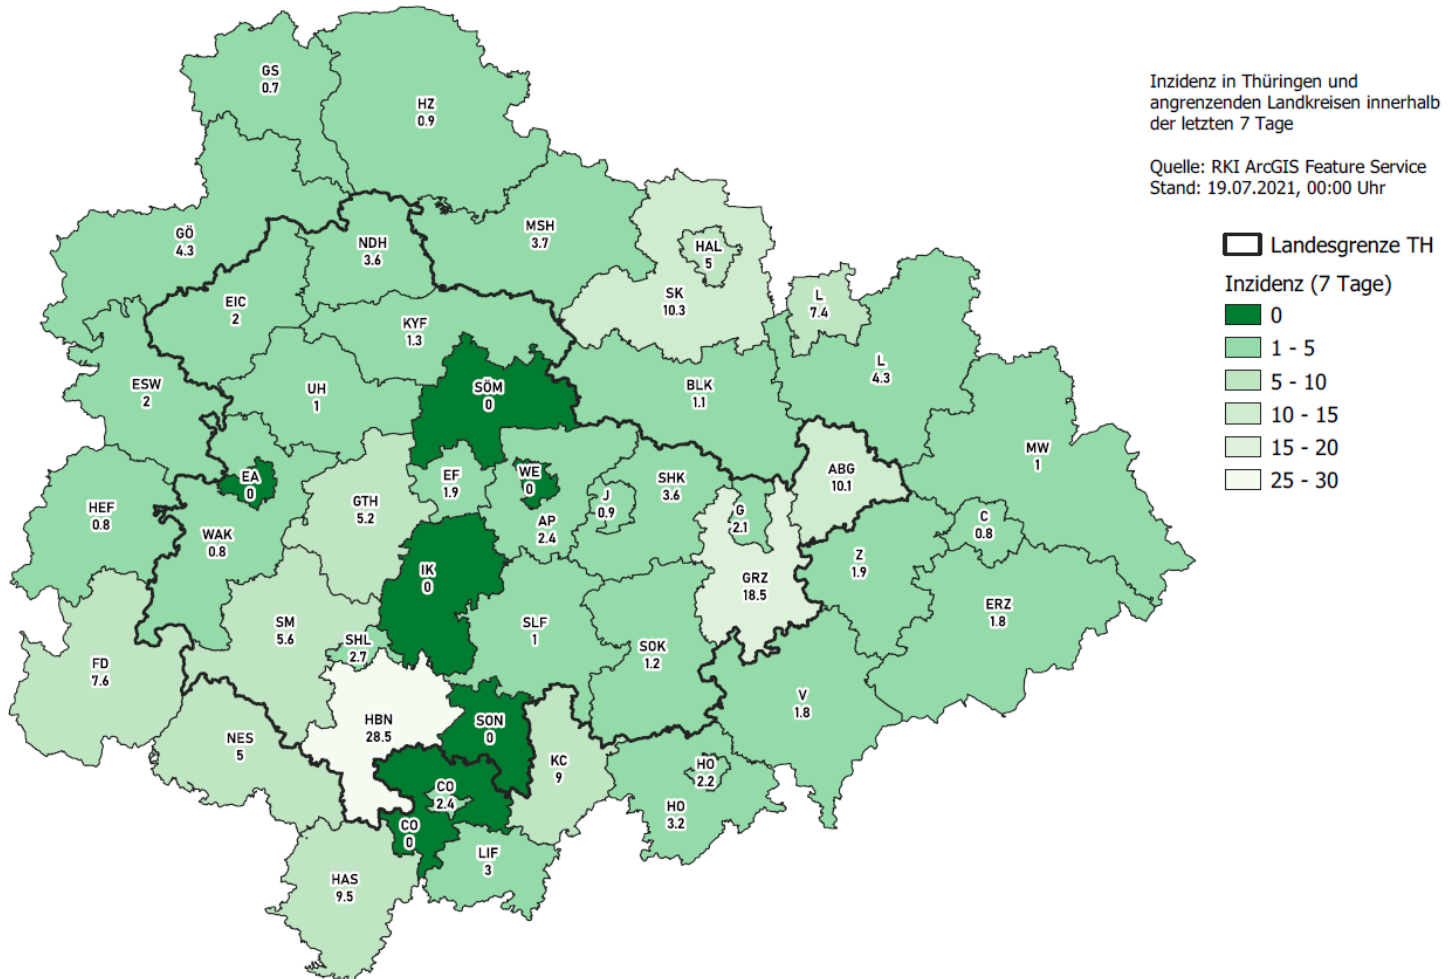 GS
0.7
HZ
0.9
Inzidenz in Thüringen und
angrenzenden Landkreisen innerhalb
der letzten 7 Tage
Quelle: RKI ArcGIS Feature Service
Stand: 19.07.2021, 00:00 Uhr
Landesgrenze TH
Inzidenz (7 Tage)
0
1 - 5
5 - 10
10 - 15
15 - 20
25 - 30
GÖ
4.3
NDH
3.6
MSH
3.7
HAL
5
SK
10.3
L
7.4
EIC
2
KYF
1.3
L
4.3
ESW
2
UH
1
SÖM
0
BLK
1.1
MW
1
EA
0
EF
1.9
WE
0
SHK
3.6
ABG
10.1
HEF
0.8
GTH
5.2
J
0.9
G
2.1
C
0.8
WAK
0.8
AP
2.4
Z
1.9
IK
0
GRZ
18.5
ERZ
1.8
SM
5.6
SHL
2.7
SLF
1
SOK
1.2
FD
7.6
V
1.8
NES
5
HBN
28.5
SON
0
KC
9
HO
2.2
CO
2.4
HO
3.2
CO
0
LIF
3
HAS
9.5